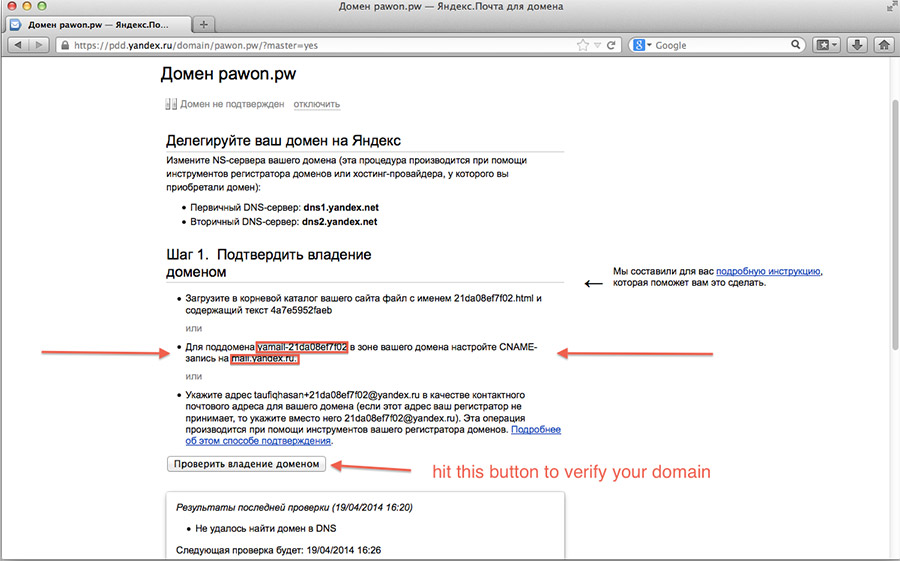 Домен pawon.pw — Яндекс.Почта для домена
Домен pawon.pw — Яндекс.По...
https://pdd.yandex.ru/domain/pawon.pw/?master=yes
Google
Домен pawon.pw
Домен не подтвержден отключить
Делегируйте ваш домен на Яндекс
Измените NS-сервера вашего домена (эта процедура производится при помощи
инструментов регистратора доменов или хостинг-провайдера, у которого вы
приобретали домен):
• Первичный DNS-сервер: dns1.yandex.net
• Вторичный DNS-сервер: dns2.yandex.net
Шаг 1. Подтвердить владение
доменом
Мы составили для вас подробную инструкцию,
которая поможет вам это сделать.
• Загрузите в корневой каталог вашего сайта файл с именем 21da08ef7f02.html и
содержащий текст 4a7e5952faeb
или
• Для поддомена yamail-21da08ef7f02 в зоне вашего домена настройте CNAME-
запись на mail.yandex.ru.
или
• Укажите адрес taufiqhasan+21da08ef7f02@yandex.ru в качестве контактного
почтового адреса для вашего домена (если этот адрес ваш регистратор не
принимает, то укажите вместо него 21da08ef7f02@yandex.ru). Эта операция
производится при помощи инструментов вашего регистратора доменов. Подробнее
об этом способе подтверждения.
Проверить владение доменом
hit this button to verify your domain
Результаты последней проверки (19/04/2014 16:20)
• Не удалось найти домен в DNS
Следующая проверка будет: 19/04/2014 16:26